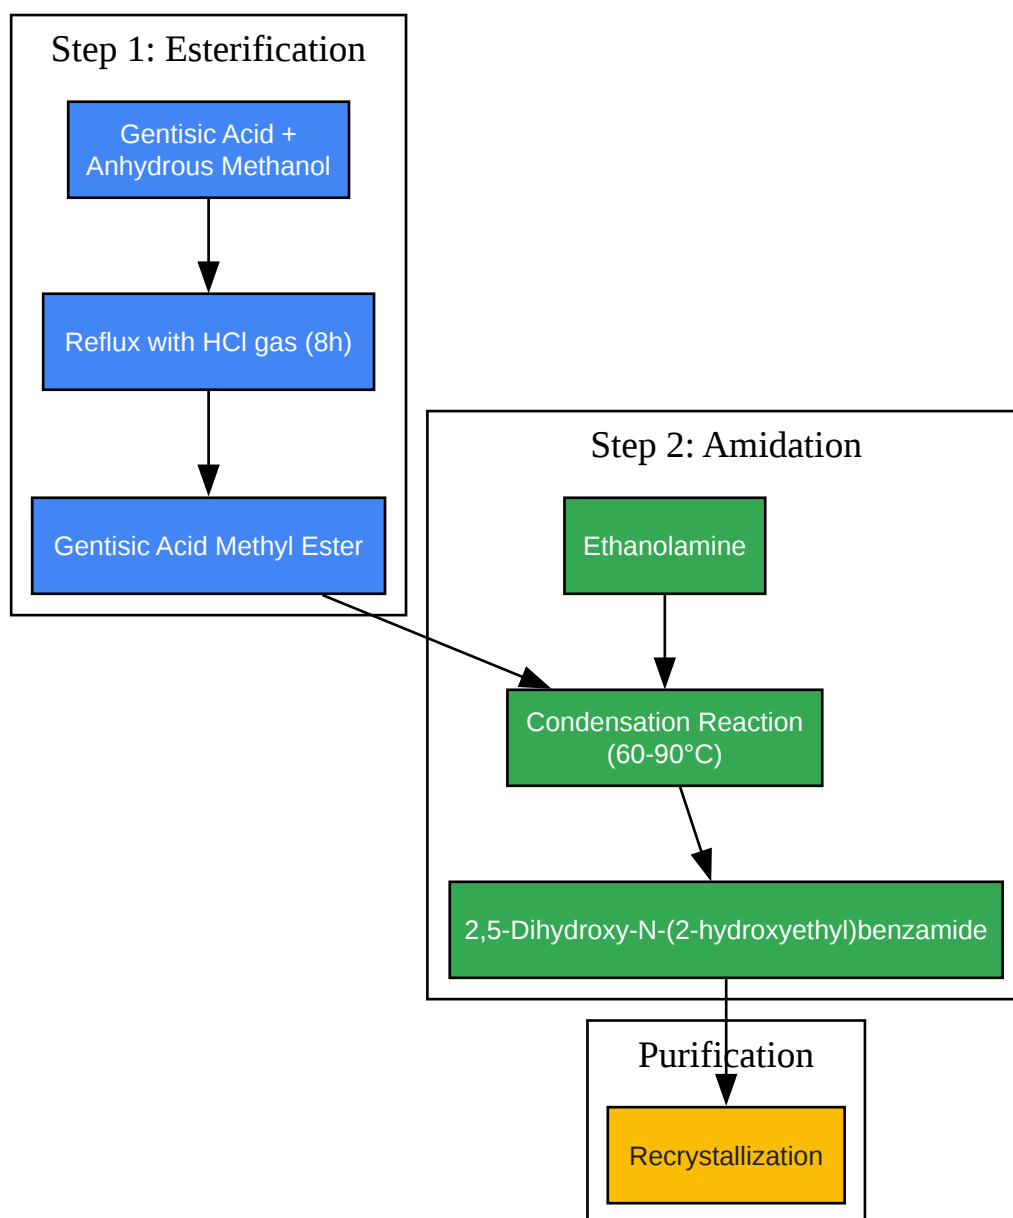 Step 1: Esterification
Gentisic Acid +
Anhydrous Methanol
Reflux with HCl gas (8h)
Gentisic Acid Methyl Ester
Step 2: Amidation
Ethanolamine
Condensation Reaction
(60-90°C)
2,5-Dihydroxy-N-(2-hydroxyethyl)benzamide
Purification
Recrystallization